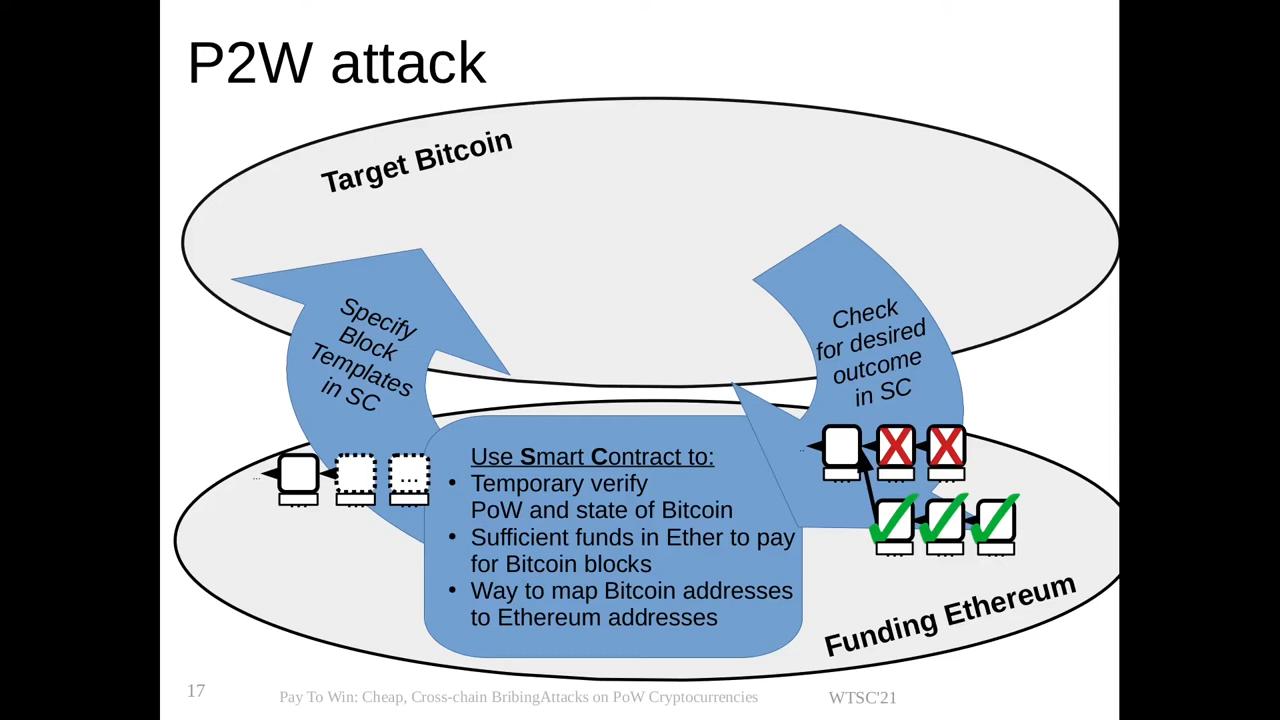 P2W attack
Target Bitcoin
Specify
Block
Templates
in SC
Check
for desired
outcome
in SC
Use Smart Contract to:
• Temporary verify
PoW and state of Bitcoin
• Sufficient funds in Ether to pay
for Bitcoin blocks
• Way to map Bitcoin addresses
to Ethereum addresses
...
...
X X
Funding Ethereum
17
Pay To Win: Cheap, Cross-chain BribingAttacks on PoW Cryptocurrencies
WTSC'21